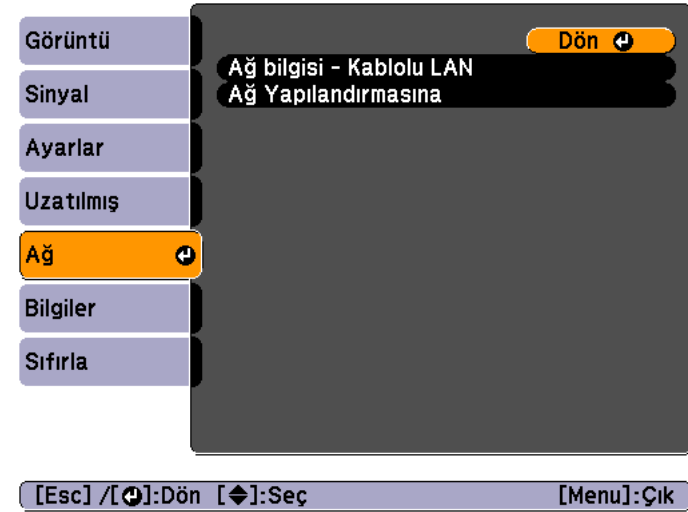 Görüntü
Sinyal
Ayarlar
Uzatılmış
Ağ
Bilgiler
Sıfırla
Dön
Ağ bilgisi - Kablolu LAN
Ağ Yapılandırmasına
[Esc] /[⏎]:Dön [◆]:Seç [Menu]:Çık